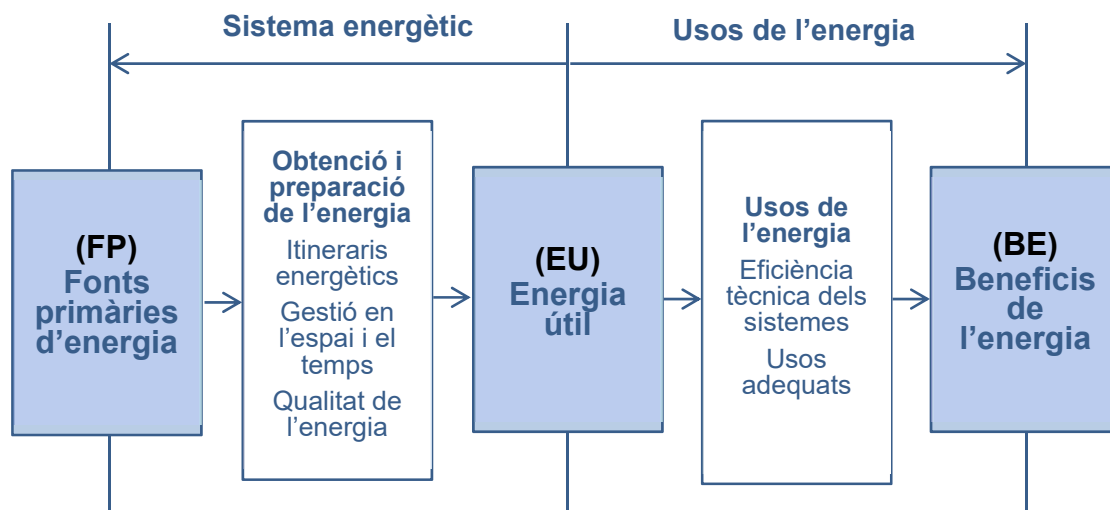 Sistema energètic
Usos de l’energia
(FP)
Fonts
primàries
d’energia
Obtenció i
preparació
de l’energia
Itineraris
energètics
Gestió en
l’espai i el
temps
Qualitat de
l’energia
(EU)
Energia
útil
Usos de
l’energia
Eficiència
tècnica dels
sistemes
Usos
adequats
(BE)
Beneficis
de
l’energia